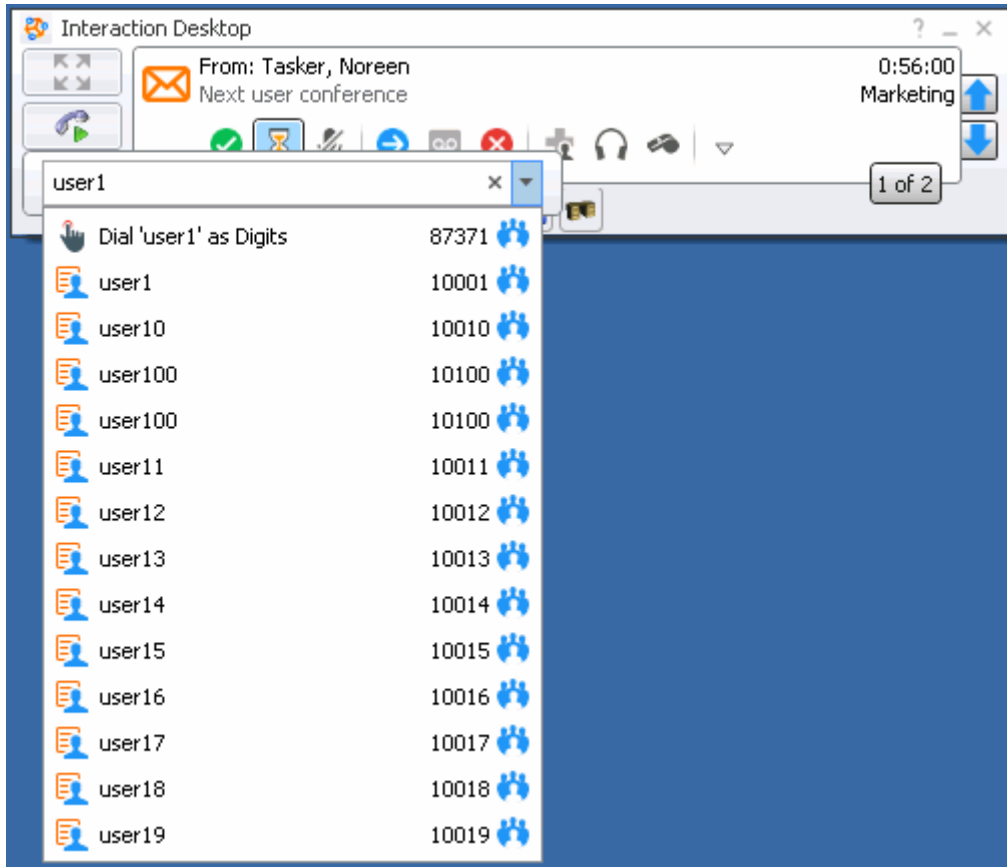 Interaction Desktop
From: Tasker, Noreen 0:56:00
Next user conference Marketing
user1
1 of 2
Dial 'user1' as Digits 87371
user1 10001
user10 10010
user100 10100
user100 10100
user11 10011
user12 10012
user13 10013
user14 10014
user15 10015
user16 10016
user17 10017
user18 10018
user19 10019